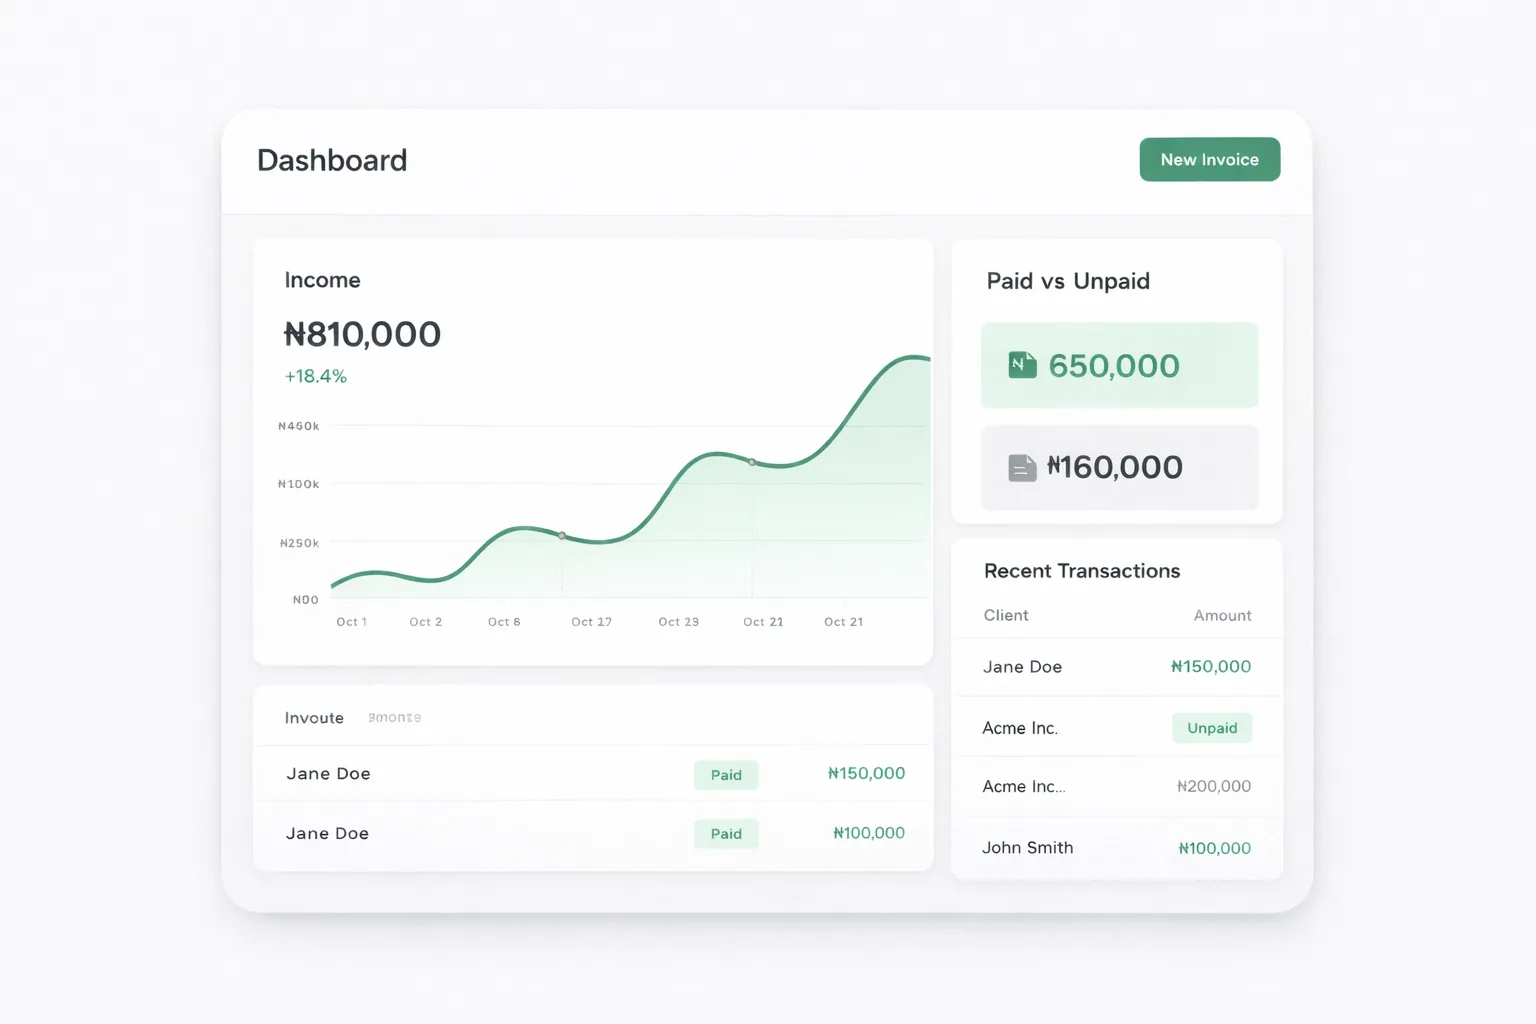 Dashboard
New Invoice
Income
₦810,000
+18.4%
₦460k
₦100k
₦250k
NO0
Oct 1 Oct 2 Oct 8 Oct 27 Oct 23 Oct 21 Oct 21
Paid vs Unpaid
N 650,000
₦160,000
Invoute
Jane Doe Paid ₦150,000
Jane Doe Paid ₦100,000
Recent Transactions
Client Amount
Jane Doe ₦150,000
Acme Inc. Unpaid
Acme Inc... ₦200,000
John Smith ₦100,000